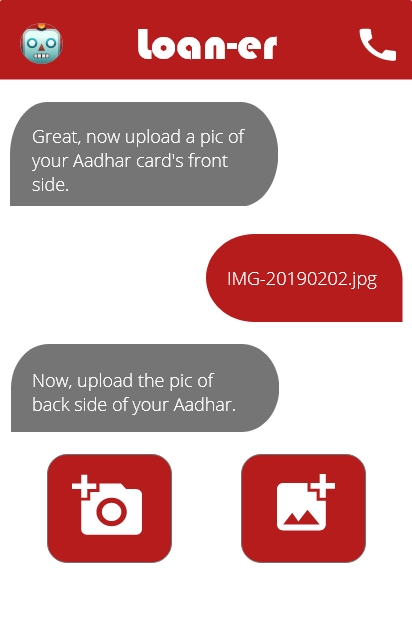 Loan-er
Great, now upload a pic of
your Aadhar card's front
side.
IMG-20190202.jpg
Now, upload the pic of
back side of your Aadhar.